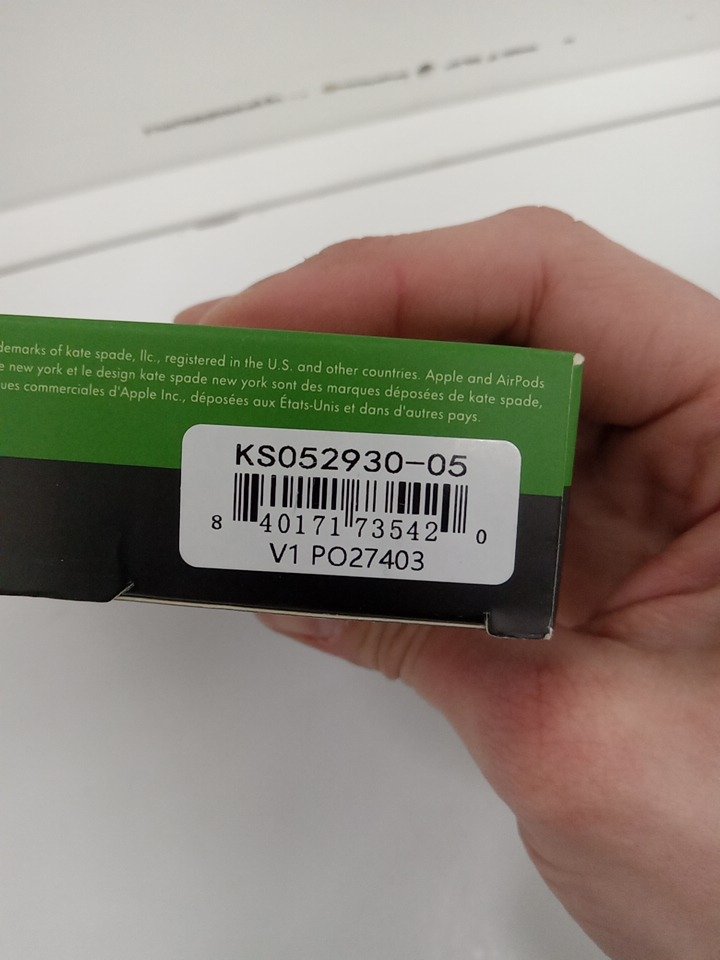 demarks of kate spade, llc., registered in the U.S. and other countries. Apple and AirPods
e new york et le design kate spade new york sont des marques déposées de kate spade,
ues commerciales d'Apple Inc., déposées aux États-Unis et dans d'autres pays.
KS052930-05
8 40171 73542 0
V1 PO27403